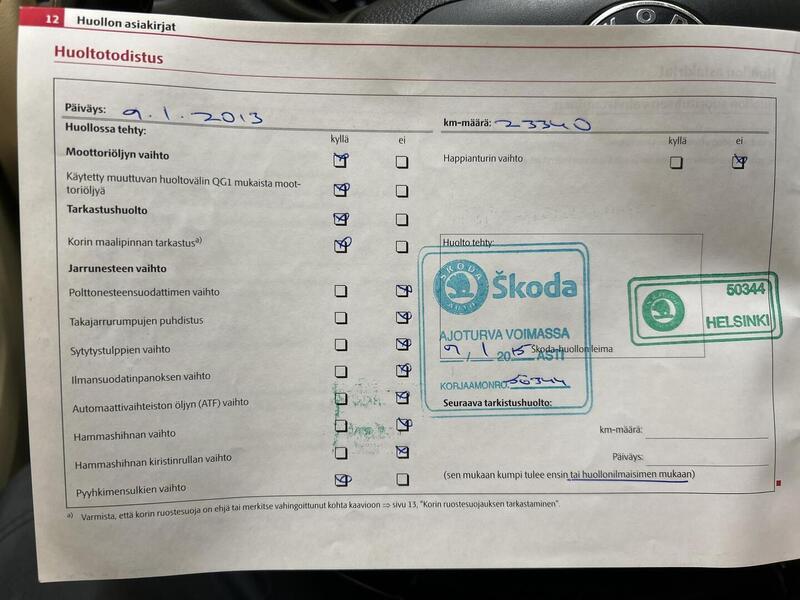 12 Huollon asiakirjat
Huoltotodistus
Päiväys: 9.1.2013
km-määrä: 23340
Huollossa tehty:
kyllä ei
kyllä ei
Moottoriöljyn vaihto
Happianturin vaihto
Käytetty muuttuvan huoltovälin QG1 mukaista moot-
toriöljyä
Tarkastushuolto
Korin maalipinnan tarkastus a)
Jarrunesteen vaihto
Polttonesteensuodattimen vaihto
Takajarrurumpujen puhdistus
Sytytystulppien vaihto
Ilmansuodatinpanoksen vaihto
Automaattivaihteiston öljyn (ATF) vaihto
Hammashihnan vaihto
Hammashihnan kiristinrullan vaihto
Pyyhkimensulkien vaihto
Huolto tehty:
ŠKODA
AUTO
Škoda
AJOTURVA VOIMASSA
9 / 1 2015 ASTI
Škoda-huollon leima
KORJAAMONRO 50344
50344
HELSINKI
Seuraava tarkistushuolto:
km-määrä:
Päiväys:
(sen mukaan kumpi tulee ensin tai huollonilmaisimen mukaan)
a) Varmista, että korin ruostesuoja on ehjä tai merkitse vahingoittunut kohta kaavioon ⇒ sivu 13, "Korin ruostesuojauksen tarkastaminen".